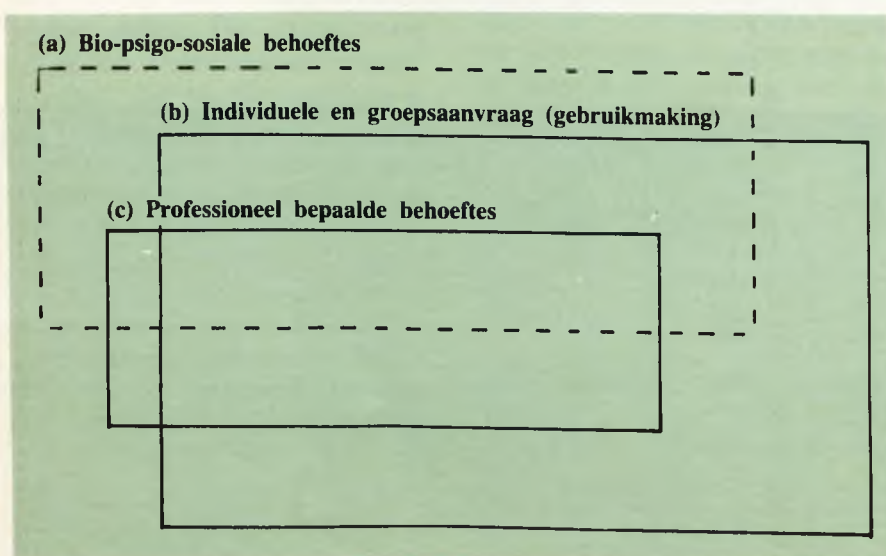 (a) Bio-psigo-sosiale behoeftes
(b) Individuele en groepsaanvraag (gebruikmaking)
(c) Professioneel bepaalde behoeftes